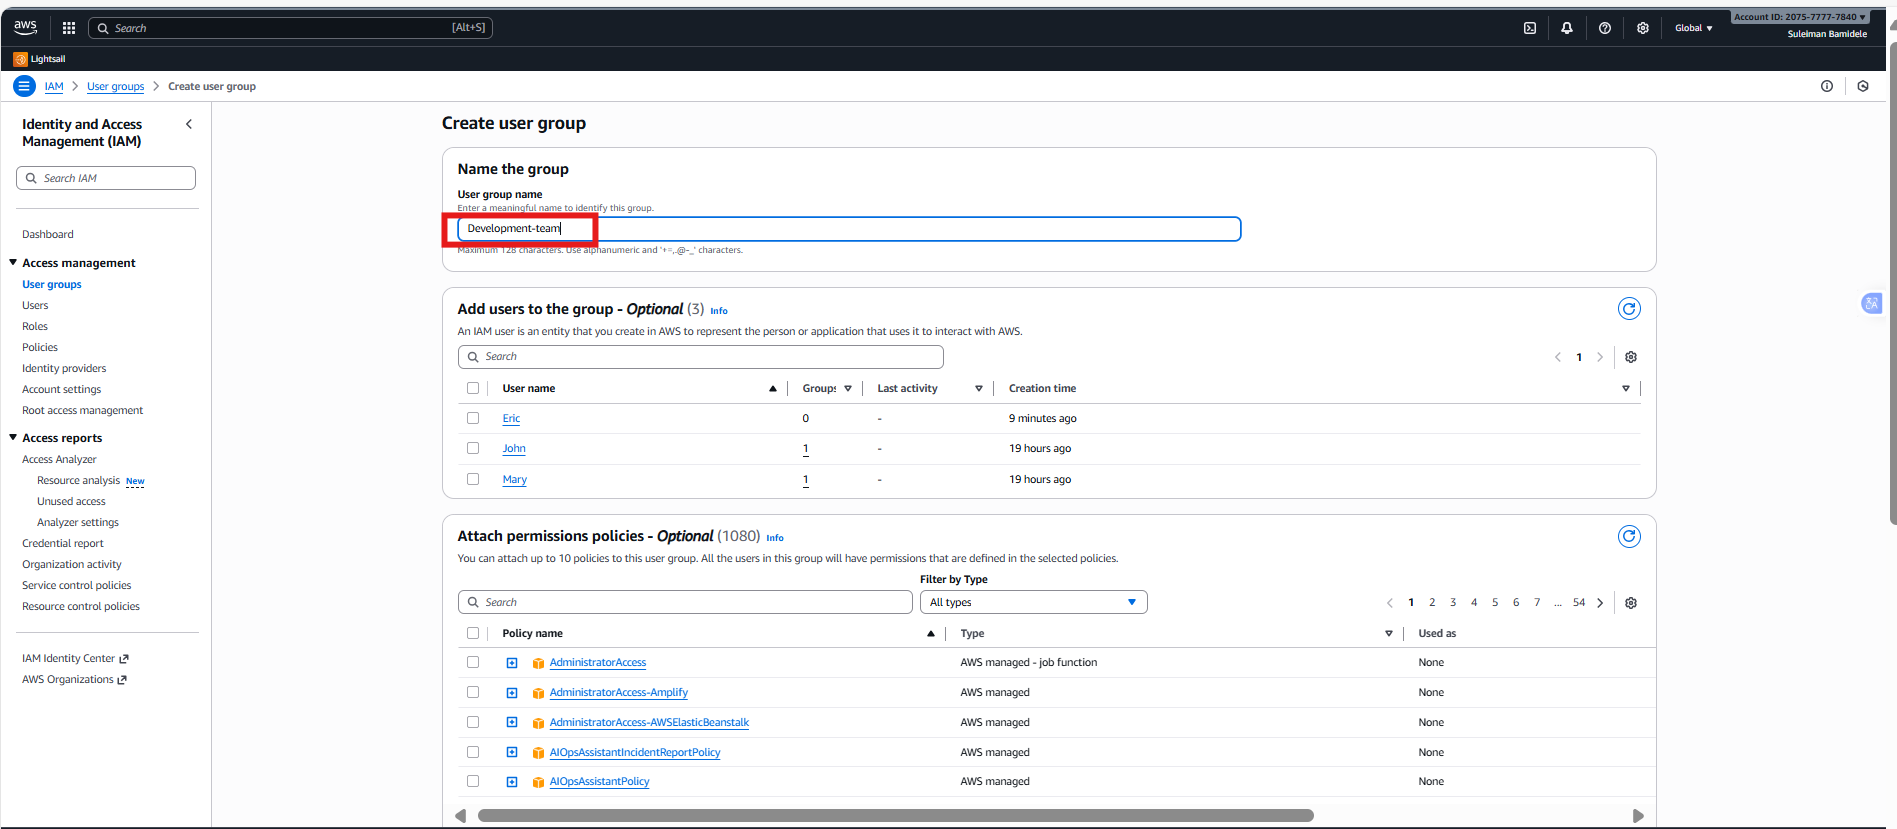 aws
Search
[Alt+S]
Global
Account ID: 2075-7777-7840
Suleiman Bamidele
Lightsail
IAM > User groups > Create user group
Identity and Access Management (IAM)
Search IAM
Dashboard
Access management
User groups
Users
Roles
Policies
Identity providers
Account settings
Root access management
Access reports
Access Analyzer
Resource analysis New
Unused access
Analyzer settings
Credential report
Organization activity
Service control policies
Resource control policies
IAM Identity Center
AWS Organizations
Create user group
Name the group
User group name
Enter a meaningful name to identify this group.
Development-team
Maximum 128 characters. Use alphanumeric and '+=,.@-_' characters.
Add users to the group - Optional (3) Info
An IAM user is an entity that you create in AWS to represent the person or application that uses it to interact with AWS.
Search
1
User name Groups Last activity Creation time
Eric 0 - 9 minutes ago
John 1 - 19 hours ago
Mary 1 - 19 hours ago
Attach permissions policies - Optional (1080) Info
You can attach up to 10 policies to this user group. All the users in this group will have permissions that are defined in the selected policies.
Filter by Type
Search
All types
1 2 3 4 5 6 7 ... 54
Policy name Type Used as
AdministratorAccess AWS managed - job function None
AdministratorAccess-Amplify AWS managed None
AdministratorAccess-AWSElasticBeanstalk AWS managed None
AIOpsAssistantIncidentReportPolicy AWS managed None
AIOpsAssistantPolicy AWS managed None